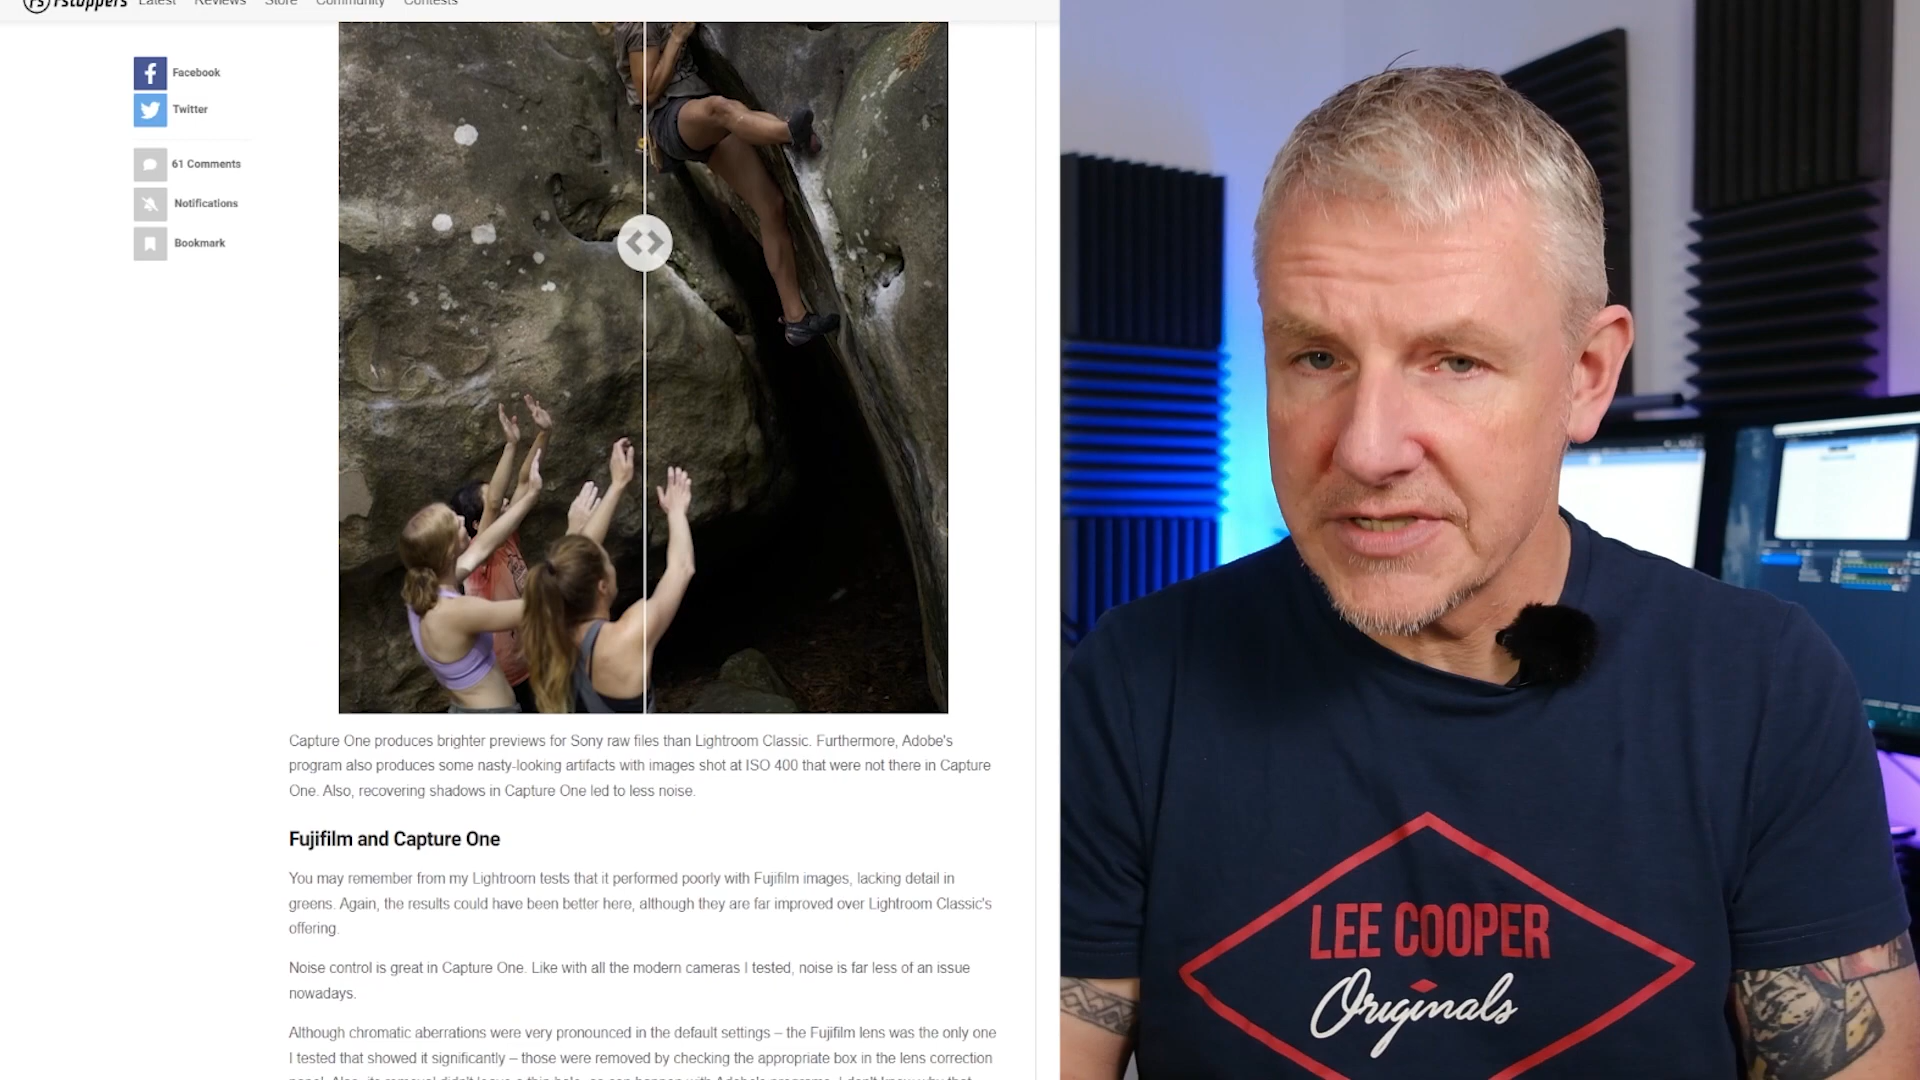 Fstoppers Latest Reviews Store Community Contests
Facebook
Twitter
61 Comments
Notifications
Bookmark
Capture One produces brighter previews for Sony raw files than Lightroom Classic. Furthermore, Adobe's
program also produces some nasty-looking artifacts with images shot at ISO 400 that were not there in Capture
One. Also, recovering shadows in Capture One led to less noise.
Fujifilm and Capture One
You may remember from my Lightroom tests that it performed poorly with Fujifilm images, lacking detail in
greens. Again, the results could have been better here, although they are far improved over Lightroom Classic's
offering.
Noise control is great in Capture One. Like with all the modern cameras I tested, noise is far less of an issue
nowadays.
Although chromatic aberrations were very pronounced in the default settings – the Fujifilm lens was the only one
I tested that showed it significantly – those were removed by checking the appropriate box in the lens correction
LEE COOPER
Originals